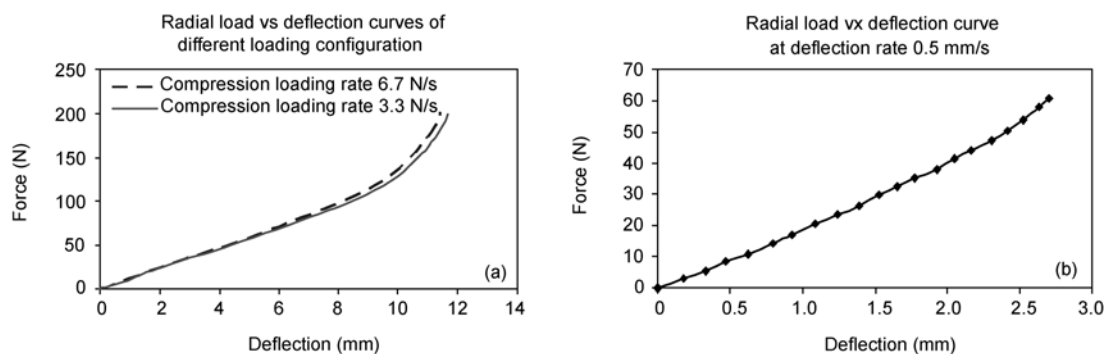 Radial load vs deflection curves of
different loading configuration
250
200
150
100
50
0
Force (N)
Compression loading rate 6.7 N/s
Compression loading rate 3.3 N/s
(a)
0 2 4 6 8 10 12 14
Deflection (mm)
Radial load vx deflection curve
at deflection rate 0.5 mm/s
70
60
50
40
30
20
10
0
Force (N)
(b)
0 0.5 1.0 1.5 2.0 2.5 3.0
Deflection (mm)